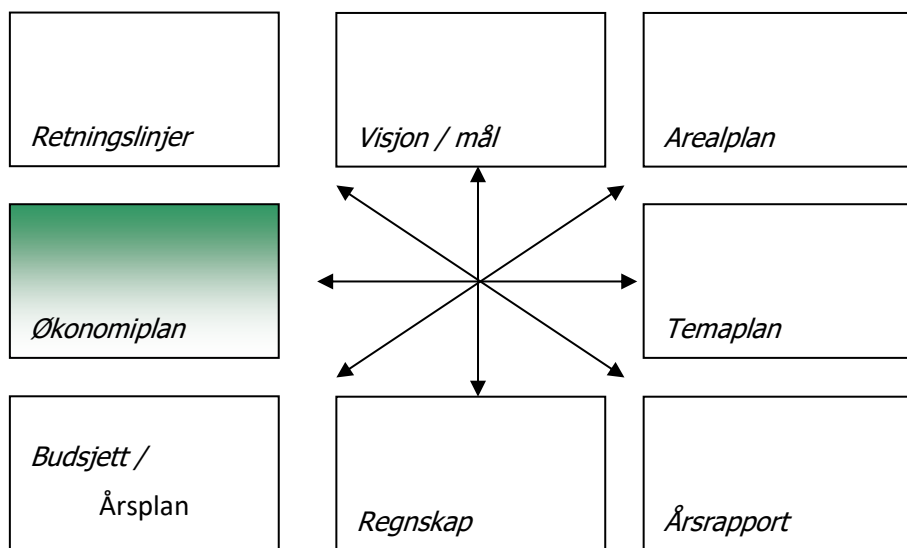 Retningslinjer
Visjon / mål
Arealplan
Økonomiplan
Temaplan
Budsjett /
Årsplan
Regnskap
Årsrapport